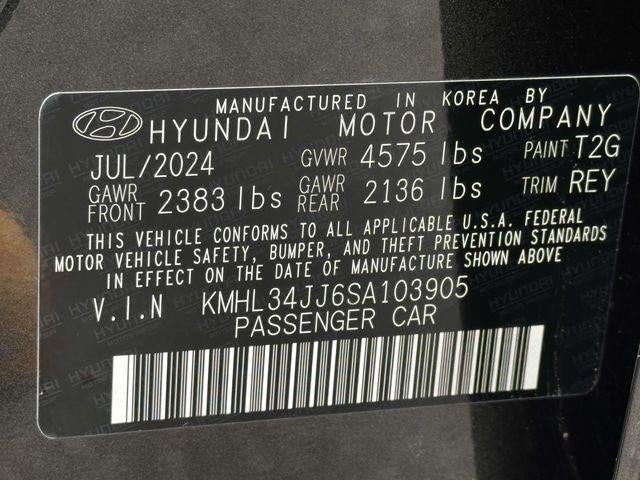 MANUFACTURED IN KOREA BY
HYUNDAI MOTOR COMPANY
JUL/2024 GVWR 4575 lbs PAINT T2G
GAWR FRONT 2383 lbs GAWR REAR 2136 lbs TRIM REY
THIS VEHICLE CONFORMS TO ALL APPLICABLE U.S.A. FEDERAL
MOTOR VEHICLE SAFETY, BUMPER, AND THEFT PREVENTION STANDARDS
IN EFFECT ON THE DATE OF MANUFACTURE SHOWN ABOVE.
V.I.N KMHL34JJ6SA103905
PASSENGER CAR